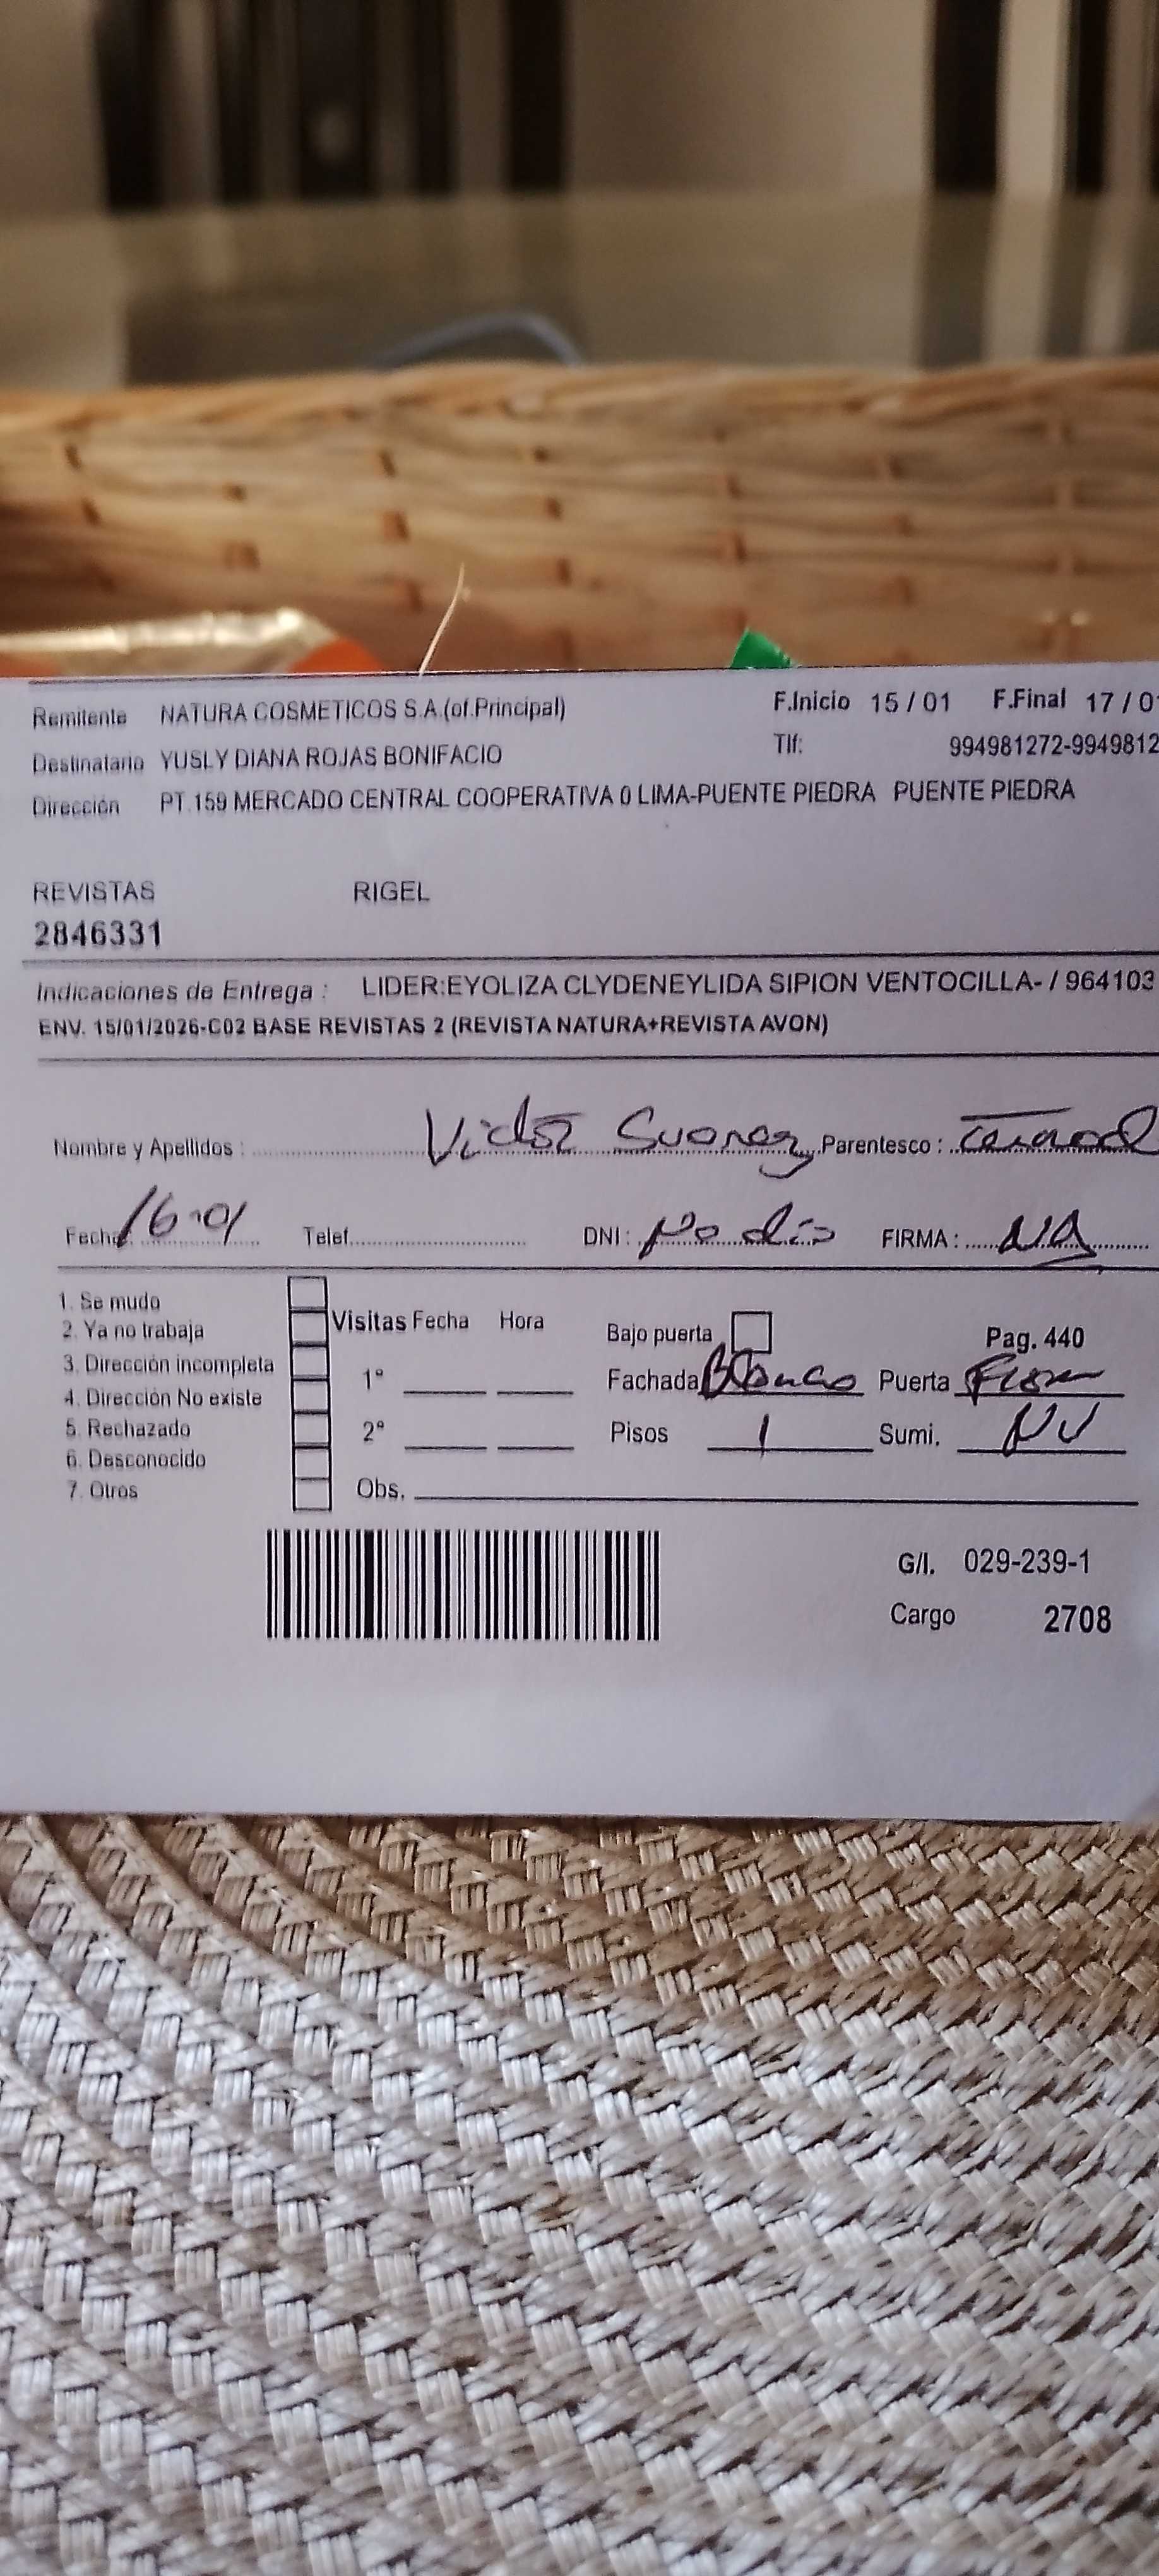 Remitente NATURA COSMETICOS S.A.(of.Principal) F.Inicio 15 / 01 F.Final 17 / 01
Destinatario YUSLY DIANA ROJAS BONIFACIO Tlf: 994981272-9949812
Dirección PT.159 MERCADO CENTRAL COOPERATIVA 0 LIMA-PUENTE PIEDRA PUENTE PIEDRA
REVISTAS RIGEL
2846331
Indicaciones de Entrega : LIDER:EYOLIZA CLYDENEYLIDA SIPION VENTOCILLA- / 964103
ENV. 15/01/2026-C02 BASE REVISTAS 2 (REVISTA NATURA+REVISTA AVON)
Nombre y Apellidos : Victor Suarez Parentesco :
Fecha 16-01 Telef. DNI : No dio FIRMA :
1. Se mudo
2. Ya no trabaja
3. Dirección incompleta
4. Dirección No existe
5. Rechazado
6. Desconocido
7. Otros
Visitas Fecha Hora
1º
2º
Obs.
Bajo puerta Pag. 440
Fachada Blanco Puerta
Pisos 1 Sumi.
G/I. 029-239-1
Cargo 2708